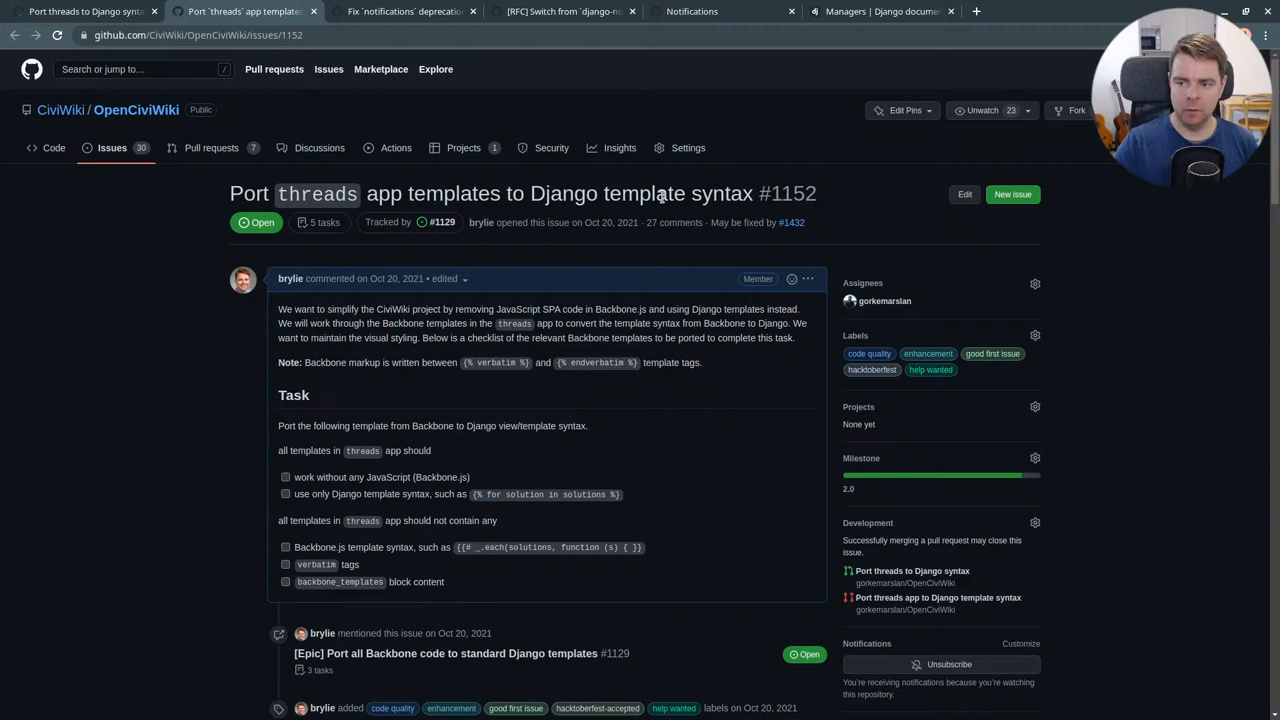 Port threads to Django syn
Port `threads` app templates
Fix `notifications` deprecatio
[RFC] Switch from `django-no
Notifications
Managers | Django documen
github.com/CiviWiki/OpenCiviWiki/issues/1152
Search or jump to…
/
Pull requests
Issues
Marketplace
Explore
CiviWiki / OpenCiviWiki
Public
Edit Pins
Unwatch 23
Fork
Code
Issues 30
Pull requests 7
Discussions
Actions
Projects 1
Security
Insights
Settings
Port threads app templates to Django template syntax #1152
Edit
New issue
Open
5 tasks
Tracked by #1129
brylie opened this issue on Oct 20, 2021 · 27 comments · May be fixed by #1432
brylie commented on Oct 20, 2021 • edited
Member
We want to simplify the CiviWiki project by removing JavaScript SPA code in Backbone.js and using Django templates instead.
We will work through the Backbone templates in the threads app to convert the template syntax from Backbone to Django. We
want to maintain the visual styling. Below is a checklist of the relevant Backbone templates to be ported to complete this task.
Note: Backbone markup is written between {% verbatim %} and {% endverbatim %} template tags.
Task
Port the following template from Backbone to Django view/template syntax.
all templates in threads app should
work without any JavaScript (Backbone.js)
use only Django template syntax, such as {% for solution in solutions %}
all templates in threads app should not contain any
Backbone.js template syntax, such as {{# _.each(solutions, function (s) { }}
verbatim tags
backbone_templates block content
brylie mentioned this issue on Oct 20, 2021
[Epic] Port all Backbone code to standard Django templates #1129
Open
3 tasks
brylie added code quality enhancement good first issue hacktoberfest-accepted help wanted labels on Oct 20, 2021
Assignees
gorkemarslan
Labels
code quality enhancement good first issue
hacktoberfest help wanted
Projects
None yet
Milestone
2.0
Development
Successfully merging a pull request may close this
issue.
Port threads to Django syntax
gorkemarslan/OpenCiviWiki
Port threads app to Django template syntax
gorkemarslan/OpenCiviWiki
Notifications
Customize
Unsubscribe
You're receiving notifications because you're watching
this repository.